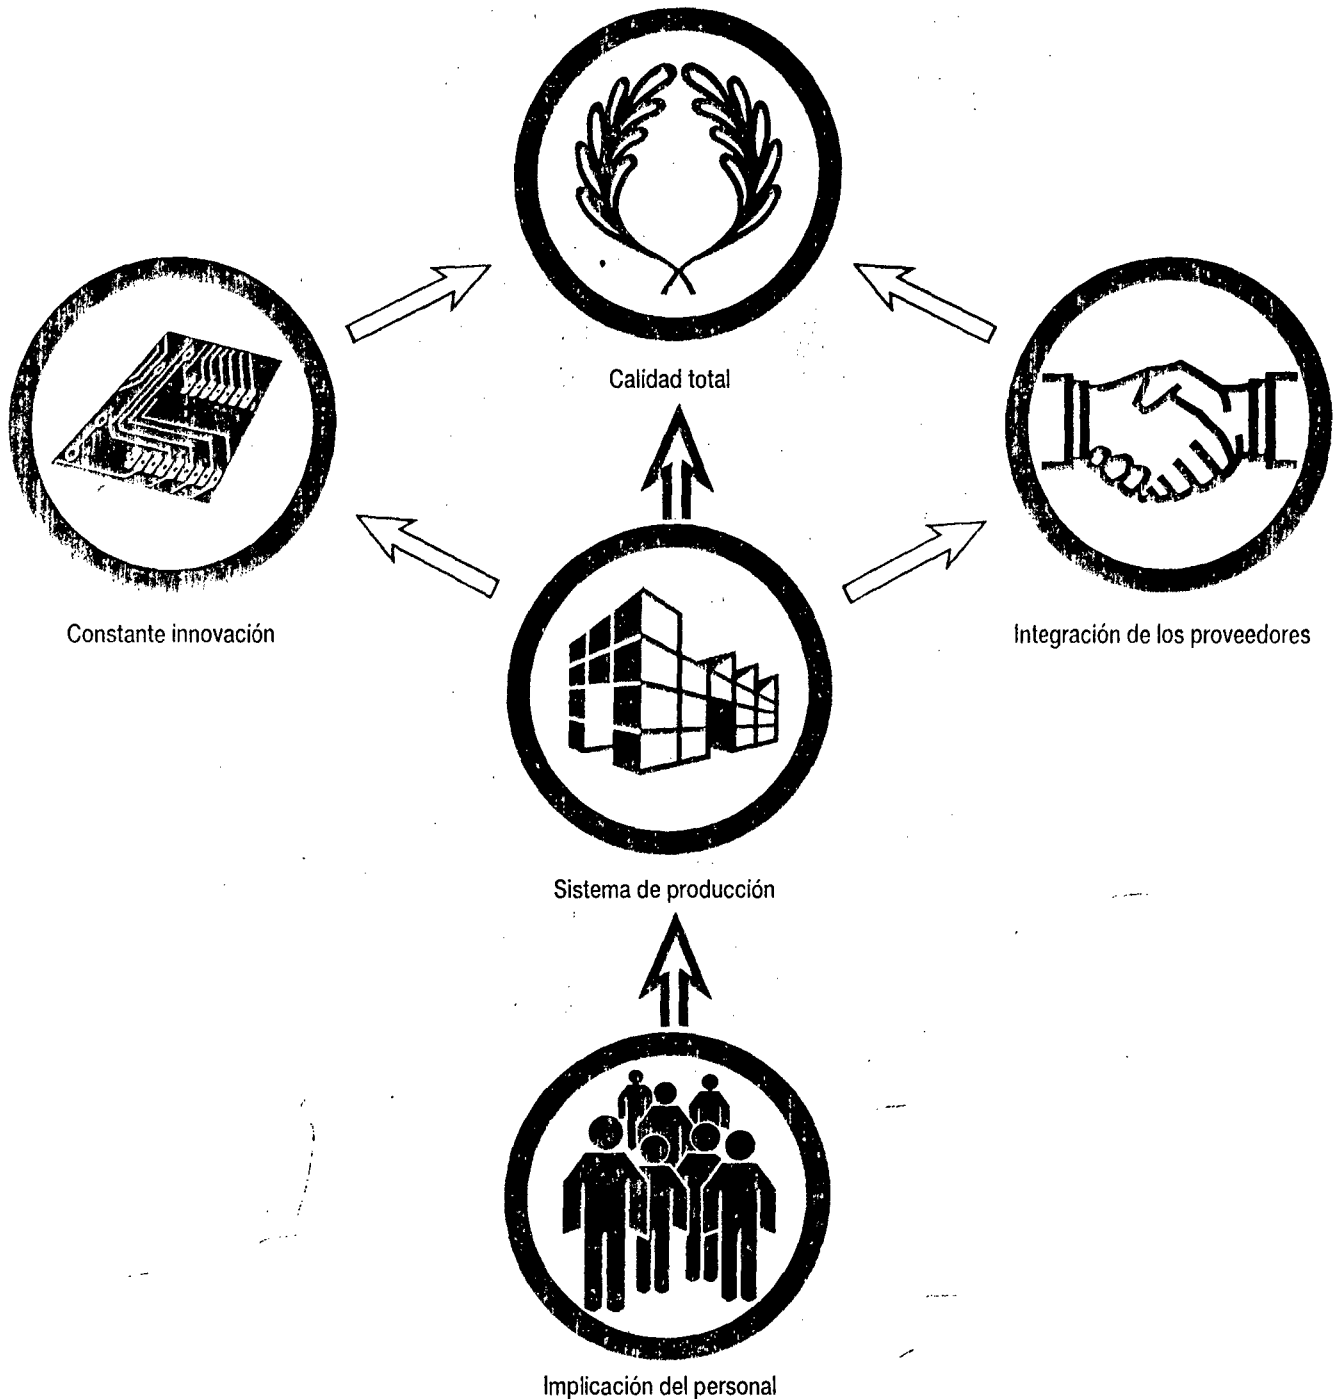 Calidad total
Constante innovación
Integración de los proveedores
Sistema de producción
Implicación del personal